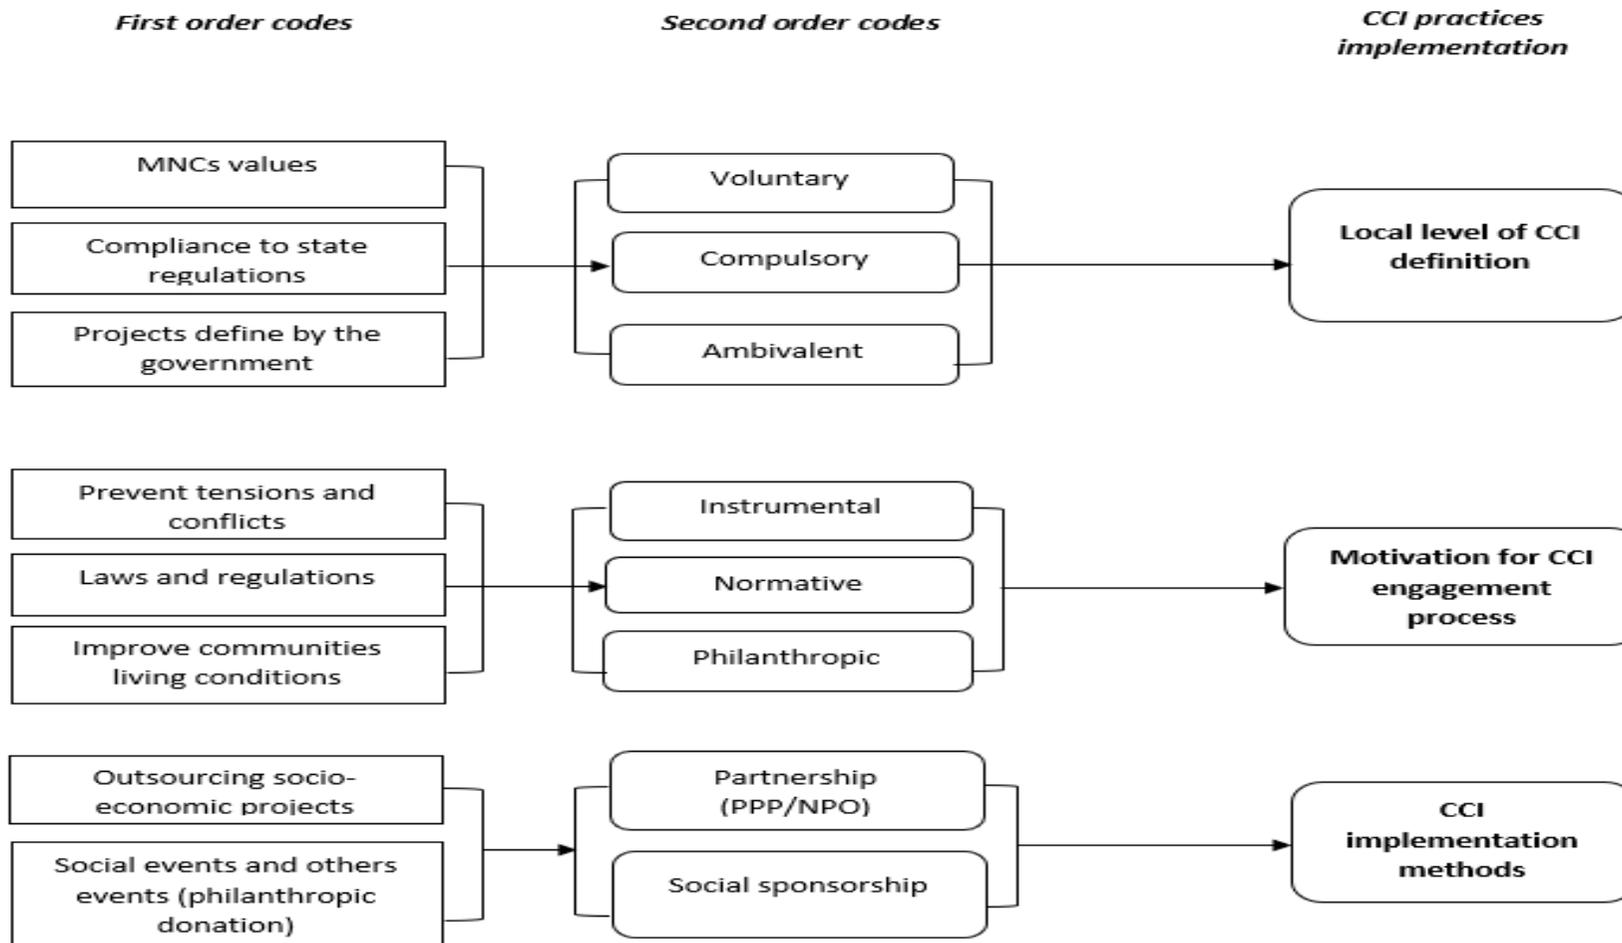 First order codes
Second order codes
CCI practices
implementation
MNCs values
Compliance to state
regulations
Projects define by the
government
Voluntary
Compulsory
Ambivalent
Local level of CCI
definition
Prevent tensions and
conflicts
Laws and regulations
Improve communities
living conditions
Instrumental
Normative
Philanthropic
Motivation for CCI
engagement
process
Outsourcing socio-
economic projects
Social events and others
events (philanthropic
donation)
Partnership
(PPP/NPO)
Social sponsorship
CCI
implementation
methods